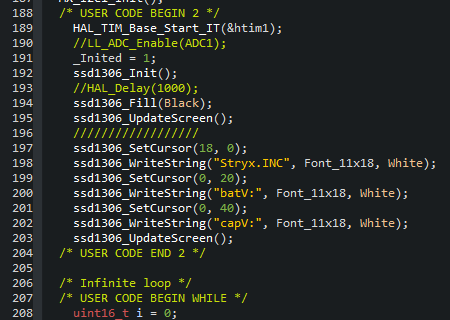 187 MX_I2C1_Init();
188 /* USER CODE BEGIN 2 */
189 HAL_TIM_Base_Start_IT(&htim1);
190 //LL_ADC_Enable(ADC1);
191 _Inited = 1;
192 ssd1306_Init();
193 //HAL_Delay(1000);
194 ssd1306_Fill(Black);
195 ssd1306_UpdateScreen();
196 ///////////////////
197 ssd1306_SetCursor(18, 0);
198 ssd1306_WriteString("Stryx.INC", Font_11x18, White);
199 ssd1306_SetCursor(0, 20);
200 ssd1306_WriteString("batV:", Font_11x18, White);
201 ssd1306_SetCursor(0, 40);
202 ssd1306_WriteString("capV:", Font_11x18, White);
203 ssd1306_UpdateScreen();
204 /* USER CODE END 2 */
205
206 /* Infinite loop */
207 /* USER CODE BEGIN WHILE */
208 uint16_t i = 0;